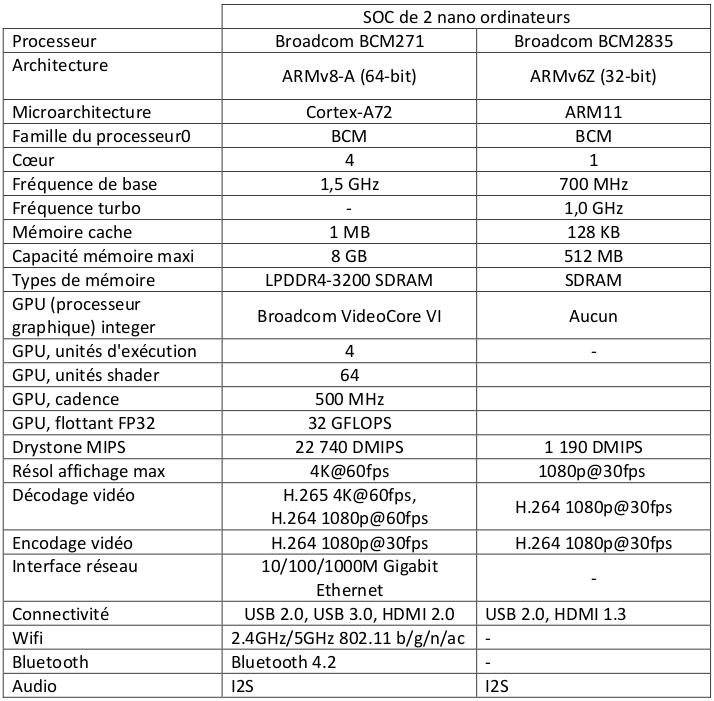 SOC de 2 nano ordinateurs
Processeur Broadcom BCM271 Broadcom BCM2835
Architecture ARMv8-A (64-bit) ARMv6Z (32-bit)
Microarchitecture Cortex-A72 ARM11
Famille du processeur0 BCM BCM
Cœur 4 1
Fréquence de base 1,5 GHz 700 MHz
Fréquence turbo - 1,0 GHz
Mémoire cache 1 MB 128 KB
Capacité mémoire maxi 8 GB 512 MB
Types de mémoire LPDDR4-3200 SDRAM SDRAM
GPU (processeur
graphique) integer Broadcom VideoCore VI Aucun
GPU, unités d'exécution 4 -
GPU, unités shader 64
GPU, cadence 500 MHz
GPU, flottant FP32 32 GFLOPS
Drystone MIPS 22 740 DMIPS 1 190 DMIPS
Résol affichage max 4K@60fps 1080p@30fps
Décodage vidéo H.265 4K@60fps,
H.264 1080p@60fps H.264 1080p@30fps
Encodage vidéo H.264 1080p@30fps H.264 1080p@30fps
Interface réseau 10/100/1000M Gigabit
Ethernet -
Connectivité USB 2.0, USB 3.0, HDMI 2.0 USB 2.0, HDMI 1.3
Wifi 2.4GHz/5GHz 802.11 b/g/n/ac -
Bluetooth Bluetooth 4.2 -
Audio I2S I2S